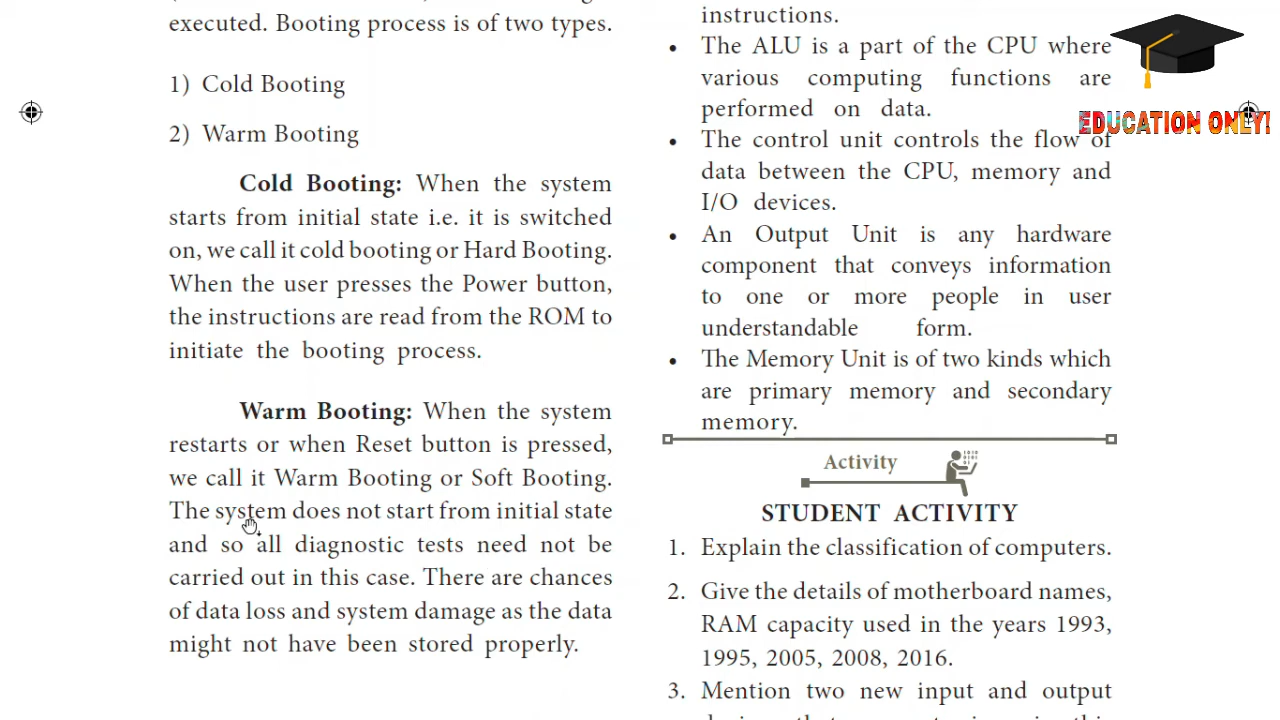 executed. Booting process is of two types.
1) Cold Booting
2) Warm Booting
Cold Booting: When the system
starts from initial state i.e. it is switched
on, we call it cold booting or Hard Booting.
When the user presses the Power button,
the instructions are read from the ROM to
initiate the booting process.
Warm Booting: When the system
restarts or when Reset button is pressed,
we call it Warm Booting or Soft Booting.
The system does not start from initial state
and so all diagnostic tests need not be
carried out in this case. There are chances
of data loss and system damage as the data
might not have been stored properly.
instructions.
• The ALU is a part of the CPU where
various computing functions are
performed on data.
• The control unit controls the flow of
data between the CPU, memory and
I/O devices.
• An Output Unit is any hardware
component that conveys information
to one or more people in user
understandable form.
• The Memory Unit is of two kinds which
are primary memory and secondary
memory.
Activity
STUDENT ACTIVITY
1. Explain the classification of computers.
2. Give the details of motherboard names,
RAM capacity used in the years 1993,
1995, 2005, 2008, 2016.
3. Mention two new input and output
EDUCATION ONLY!